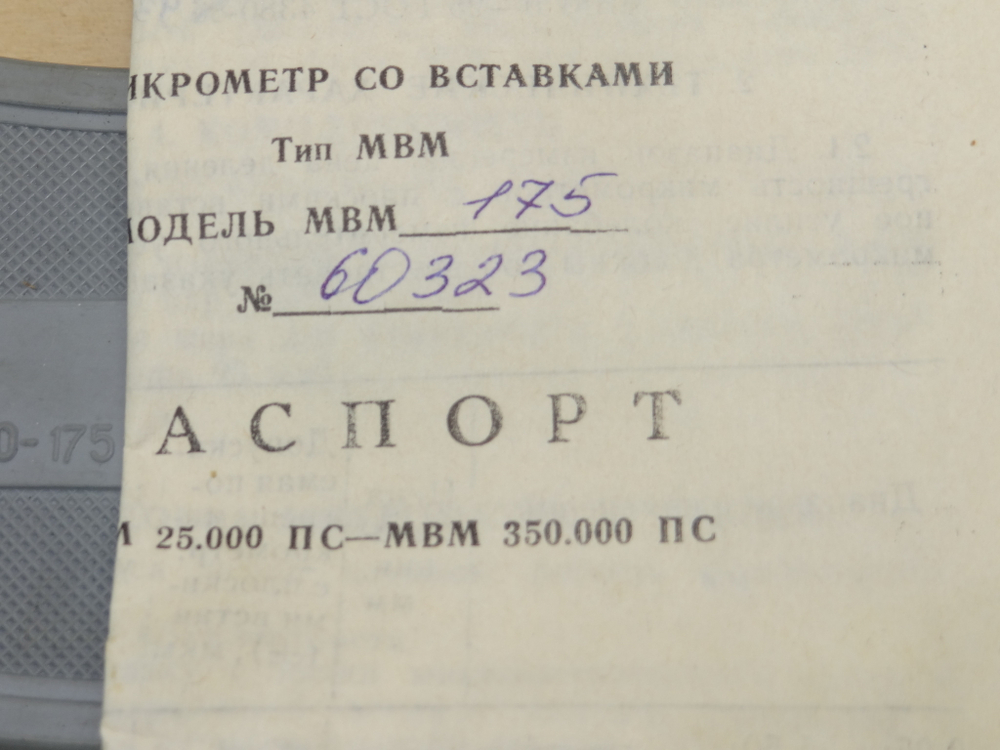 ИКРОМЕТР СО ВСТАВКАМИ
Тип МВМ
МОДЕЛЬ МВМ 175
№ 60323
АСПОРТ
М 25.000 ПС—МВМ 350.000 ПС
0-175